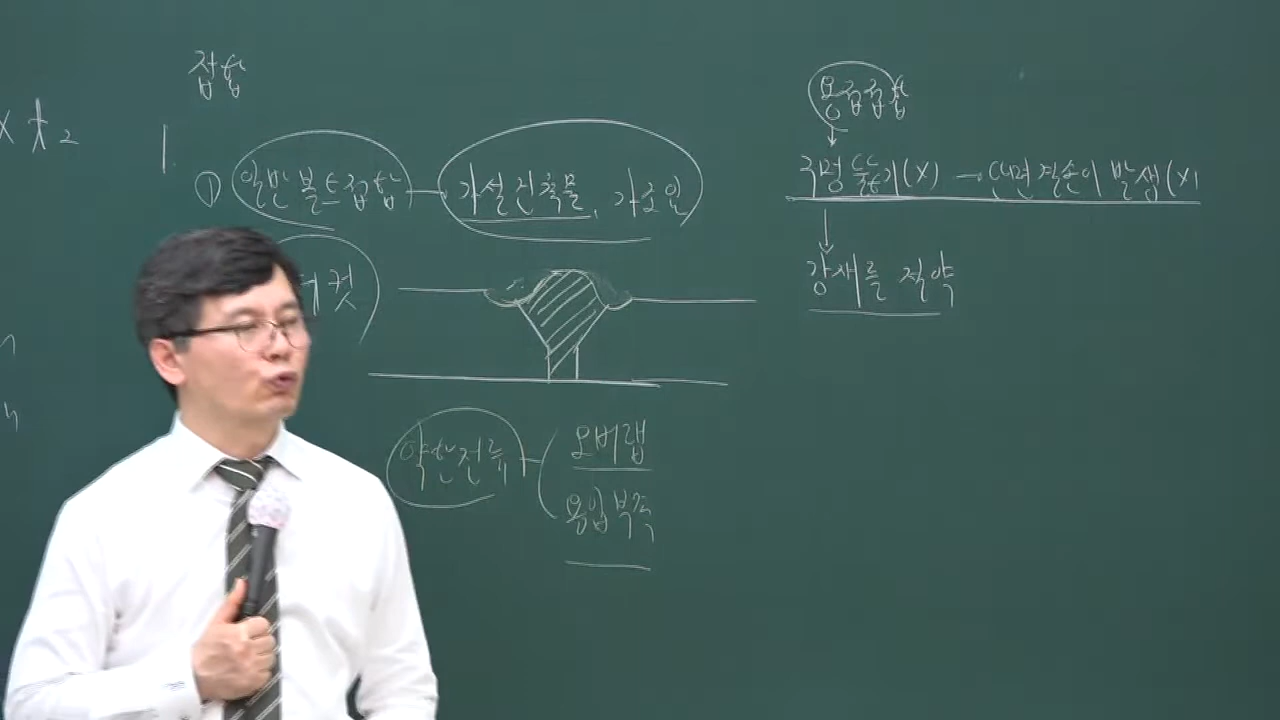 접합
1.
① 일반볼트접합 - 가설건축물, 가조임
커컷
약한전류 오버랩
용입부족
용접접합
↓
구멍 뚫기(X) → 단면결손이 발생(X)
↓
강재를 절약